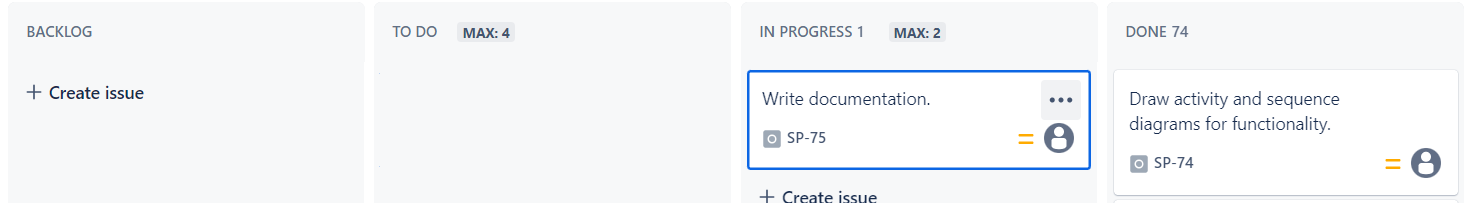 BACKLOG
+ Create issue
TO DO MAX: 4
IN PROGRESS 1 MAX: 2
Write documentation.
SP-75
+ Create issue
DONE 74
Draw activity and sequence
diagrams for functionality.
SP-74